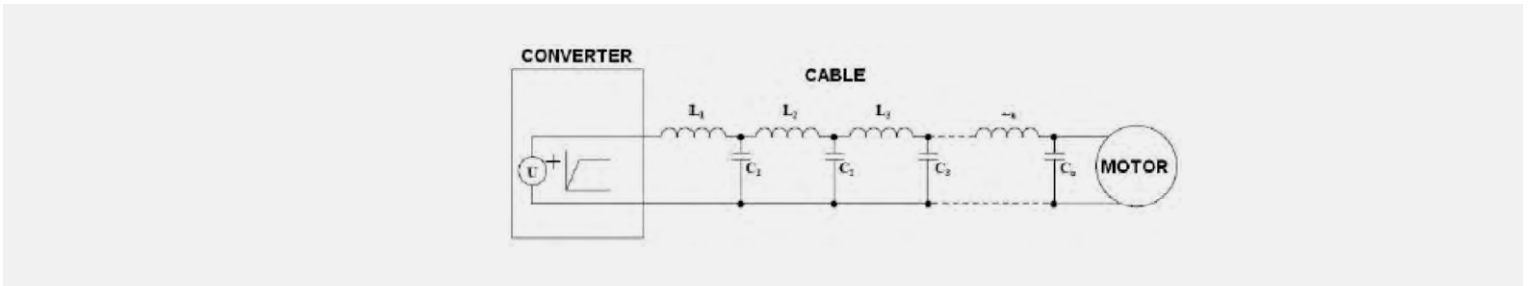 CONVERTER
CABLE
L₁
L₂
L₃
U
+
C₁
C₂
C₃
Cₙ
MOTOR